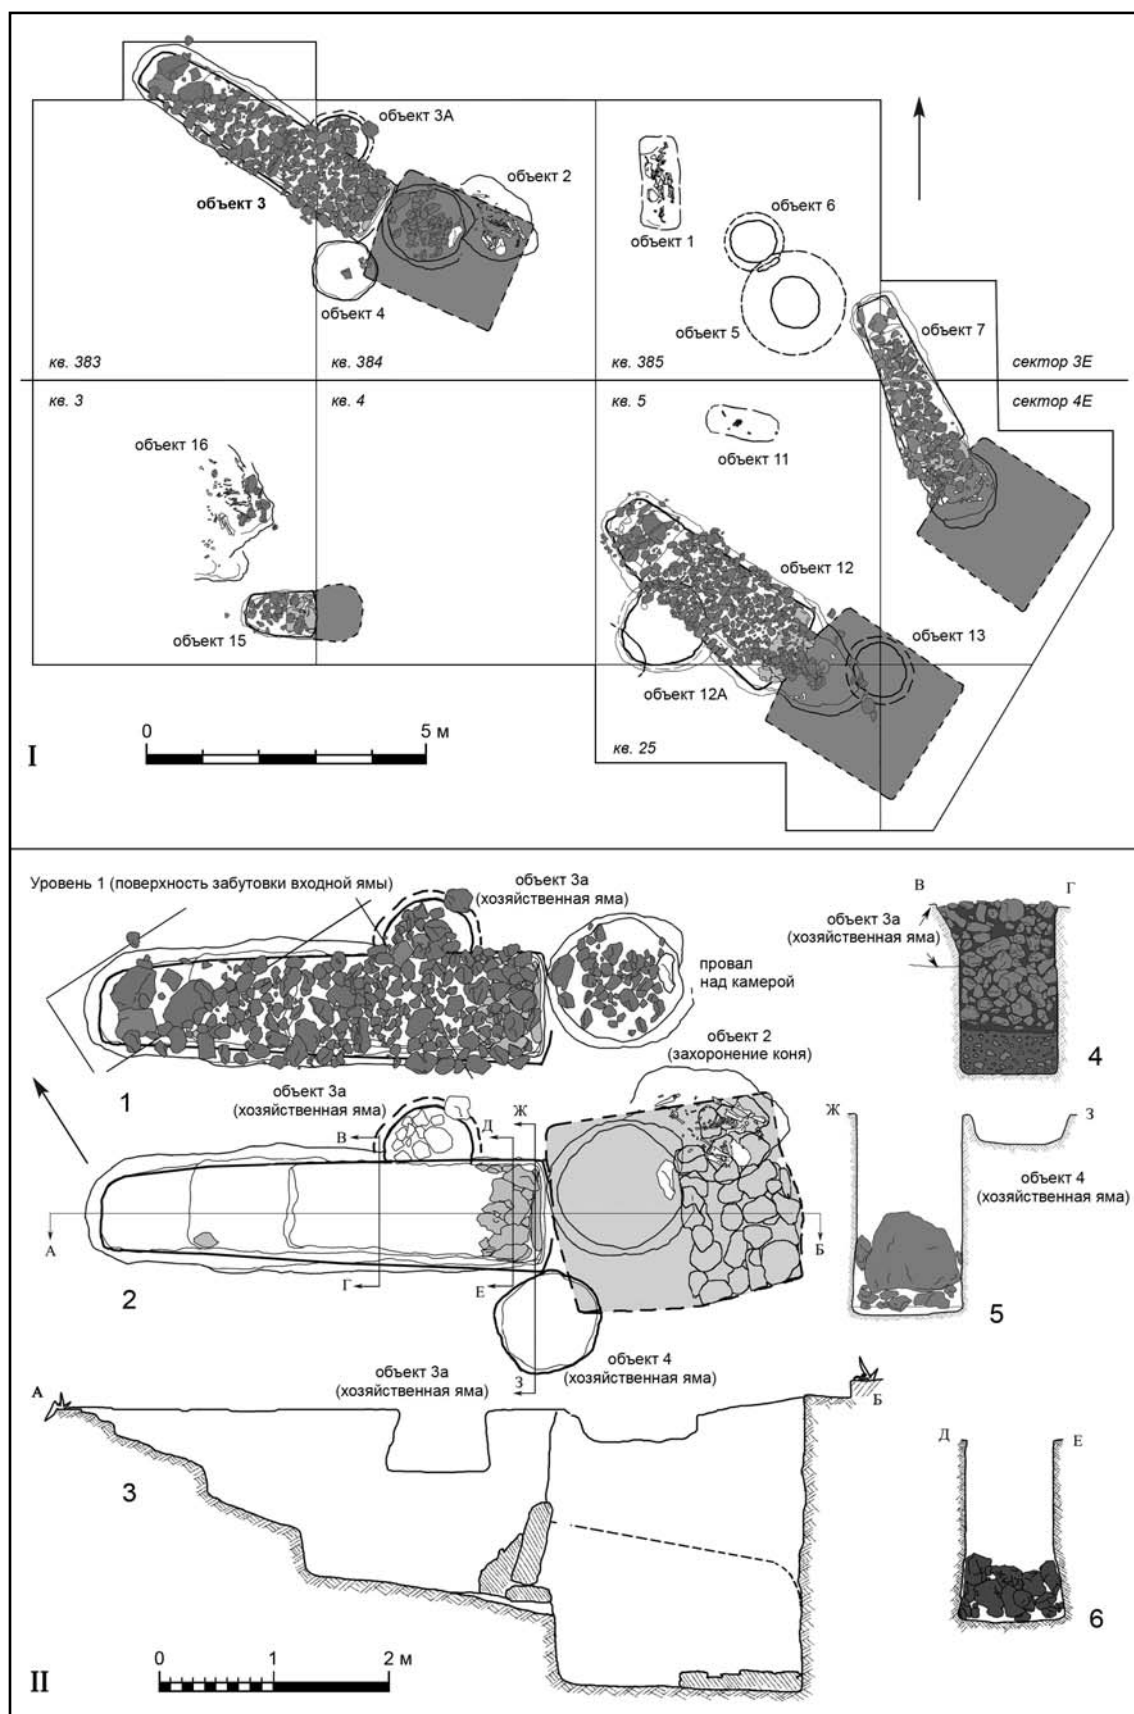 объект 3А
объект 2
объект 3
объект 4
объект 1
объект 6
объект 5
объект 7
кв. 383
кв. 384
кв. 385
сектор 3Е
кв. 3
кв. 4
кв. 5
сектор 4Е
объект 16
объект 11
объект 12
объект 15
объект 13
объект 12А
кв. 25
0
5 м
I
Уровень 1 (поверхность забутовки входной ямы)
объект 3а
(хозяйственная яма)
провал
над камерой
1
В
Г
объект 3а
(хозяйственная яма)
4
объект 2
(захоронение коня)
объект 3а
(хозяйственная яма)
В
Д
Ж
А
Б
Г
Е
З
2
объект 4
(хозяйственная яма)
Ж
З
объект 4
(хозяйственная яма)
5
объект 3а
(хозяйственная яма)
А
Б
3
Д
Е
6
0
1
2 м
II